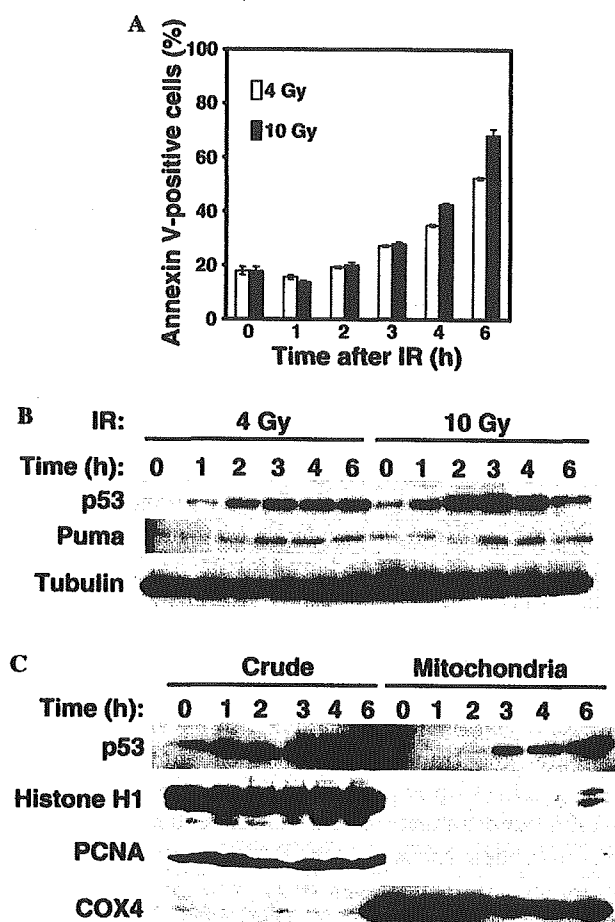 A
Annexin V-positive cells (%)
100
80
60
40
20
0
4 Gy
10 Gy
0 1 2 3 4 6
Time after IR (h)
B IR: 4 Gy 10 Gy
Time (h): 0 1 2 3 4 6 0 1 2 3 4 6
p53
Puma
Tubulin
C Crude Mitochondria
Time (h): 0 1 2 3 4 6 0 1 2 3 4 6
p53
Histone H1
PCNA
COX4